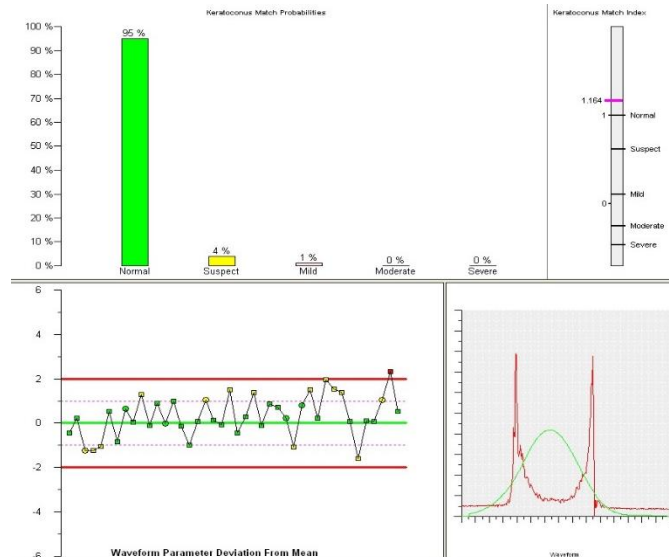 Keratoconus Match Probabilities
100 %
90 %
80 %
70 %
60 %
50 %
40 %
30 %
20 %
10 %
0 %
95 %
4 %
1 %
0 %
0 %
Normal
Suspect
Mild
Moderate
Severe
Keratoconus Match Index
1.164
1
0
Normal
Suspect
Mild
Moderate
Severe
6
4
2
0
-2
-4
-6
Waveform Parameter Deviation From Mean
Waveform